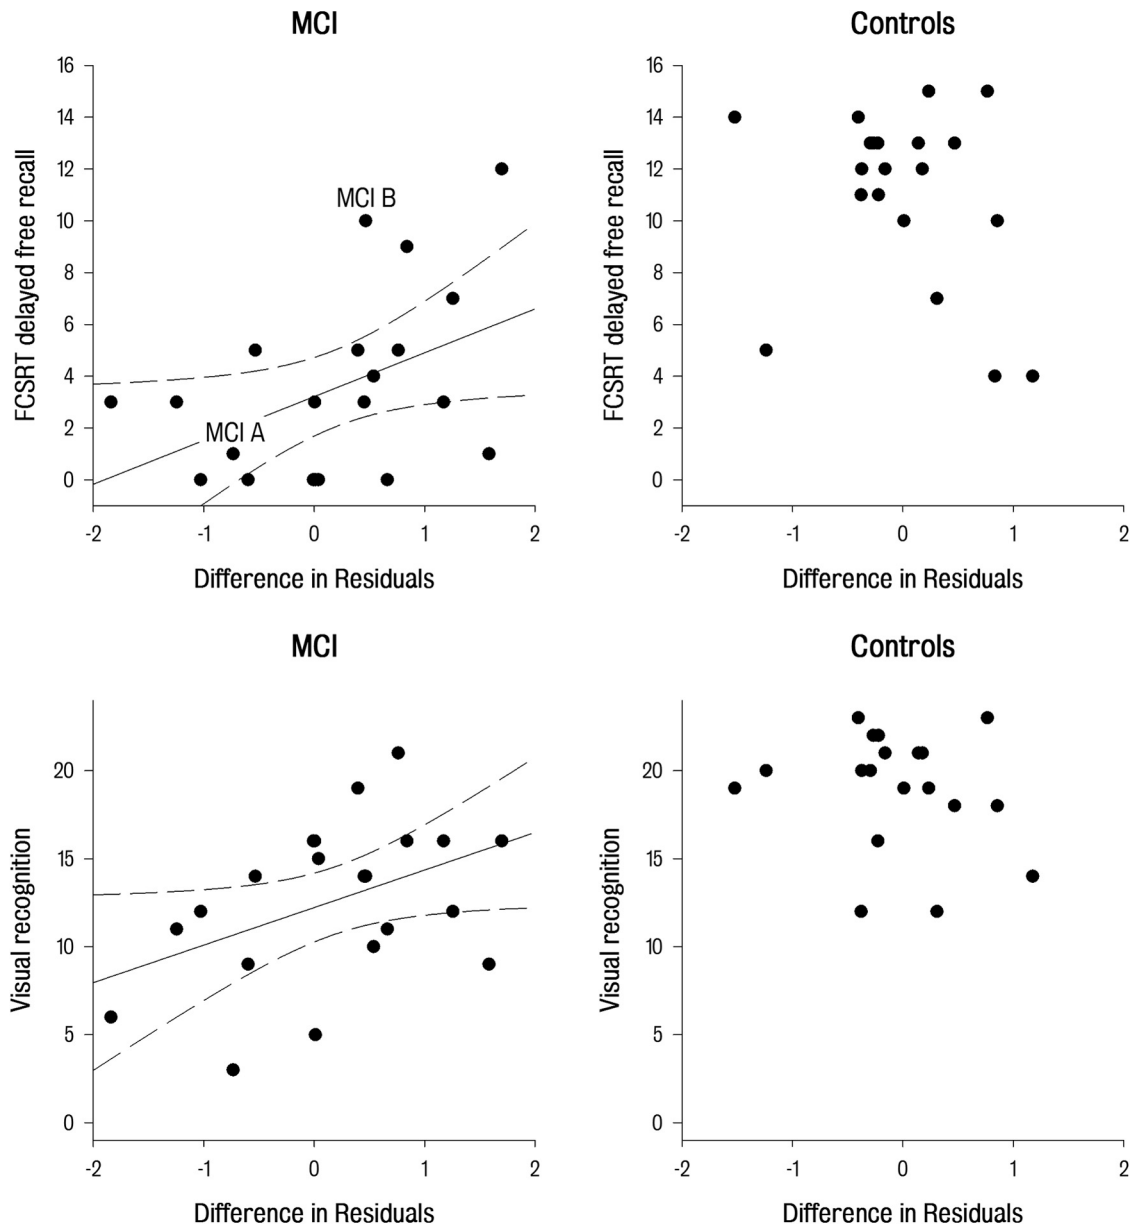 MCI
Controls
16
14
12
10
8
6
4
2
0
FCSRT delayed free recall
MCI B
MCI A
-2 -1 0 1 2
Difference in Residuals
16
14
12
10
8
6
4
2
0
FCSRT delayed free recall
-2 -1 0 1 2
Difference in Residuals
MCI
Controls
20
15
10
5
0
Visual recognition
-2 -1 0 1 2
Difference in Residuals
20
15
10
5
0
Visual recognition
-2 -1 0 1 2
Difference in Residuals